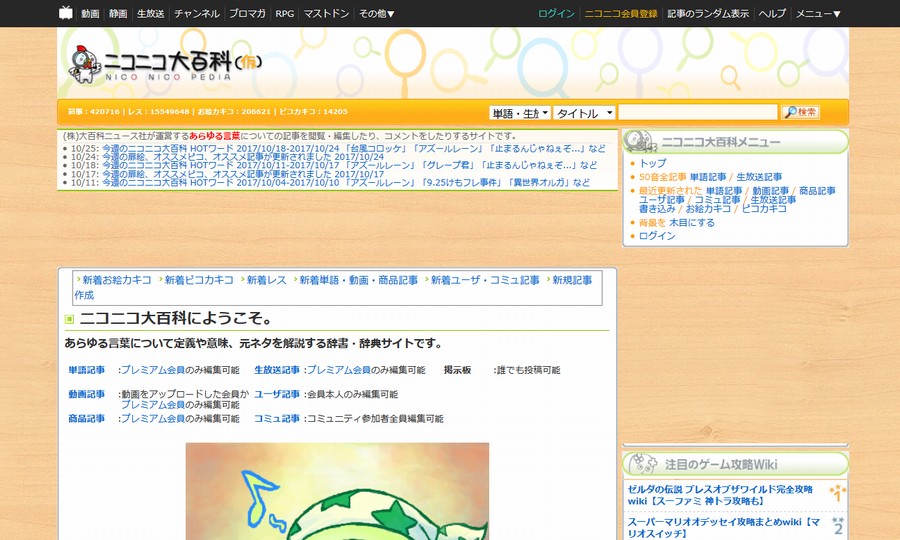 動画 静画 生放送 チャンネル ブロマガ RPG マストドン その他▼ ログイン ニコニコ会員登録 記事のランダム表示 ヘルプ メニュー▼
ニコニコ大百科(仮)
NICO NICO PEDIA
記事：420716 | レス：15549648 | お絵カキコ：206621 | ピコカキコ：14205
単語・生 タイトル 検索
(株)大百科ニュース社が運営するあらゆる言葉についての記事を閲覧・編集したり、コメントをしたりするサイトです。
10/25: 今週のニコニコ大百科 HOTワード 2017/10/18-2017/10/24 「台風コロッケ」「アズールレーン」「止まるんじゃねぇぞ…」など
10/24: 今週の扉絵、オススメピコ、オススメ記事が更新されました 2017/10/24
10/18: 今週のニコニコ大百科 HOTワード 2017/10/11-2017/10/17 「アズールレーン」「グレープ君」「止まるんじゃねぇぞ…」など
10/17: 今週の扉絵、オススメピコ、オススメ記事が更新されました 2017/10/17
10/11: 今週のニコニコ大百科 HOTワード 2017/10/04-2017/10/10 「アズールレーン」「9.25けもフレ事件」「異世界オルガ」など
ニコニコ大百科メニュー
トップ
50音全記事 単語記事 / 生放送記事
最近更新された 単語記事 / 動画記事 / 商品記事
ユーザ記事 / コミュ記事 / 生放送記事
書き込み / お絵カキコ / ピコカキコ
背景を 木目にする
ログイン
新着お絵カキコ 新着ピコカキコ 新着レス 新着単語・動画・商品記事 新着ユーザ・コミュ記事 新規記事
作成
ニコニコ大百科にようこそ。
あらゆる言葉について定義や意味、元ネタを解説する辞書・辞典サイトです。
単語記事 :プレミアム会員のみ編集可能 生放送記事 :プレミアム会員のみ編集可能 掲示板 :誰でも投稿可能
動画記事 :動画をアップロードした会員か ユーザ記事 :会員本人のみ編集可能
プレミアム会員のみ編集可能
商品記事 :プレミアム会員のみ編集可能 コミュ記事 :コミュニティ参加者全員編集可能
注目のゲーム攻略Wiki
ゼルダの伝説 ブレスオブザワイルド完全攻略
wiki【スーファミ 神トラ攻略も】
1
スーパーマリオオデッセイ攻略まとめwiki【マ
リオスイッチ】
2